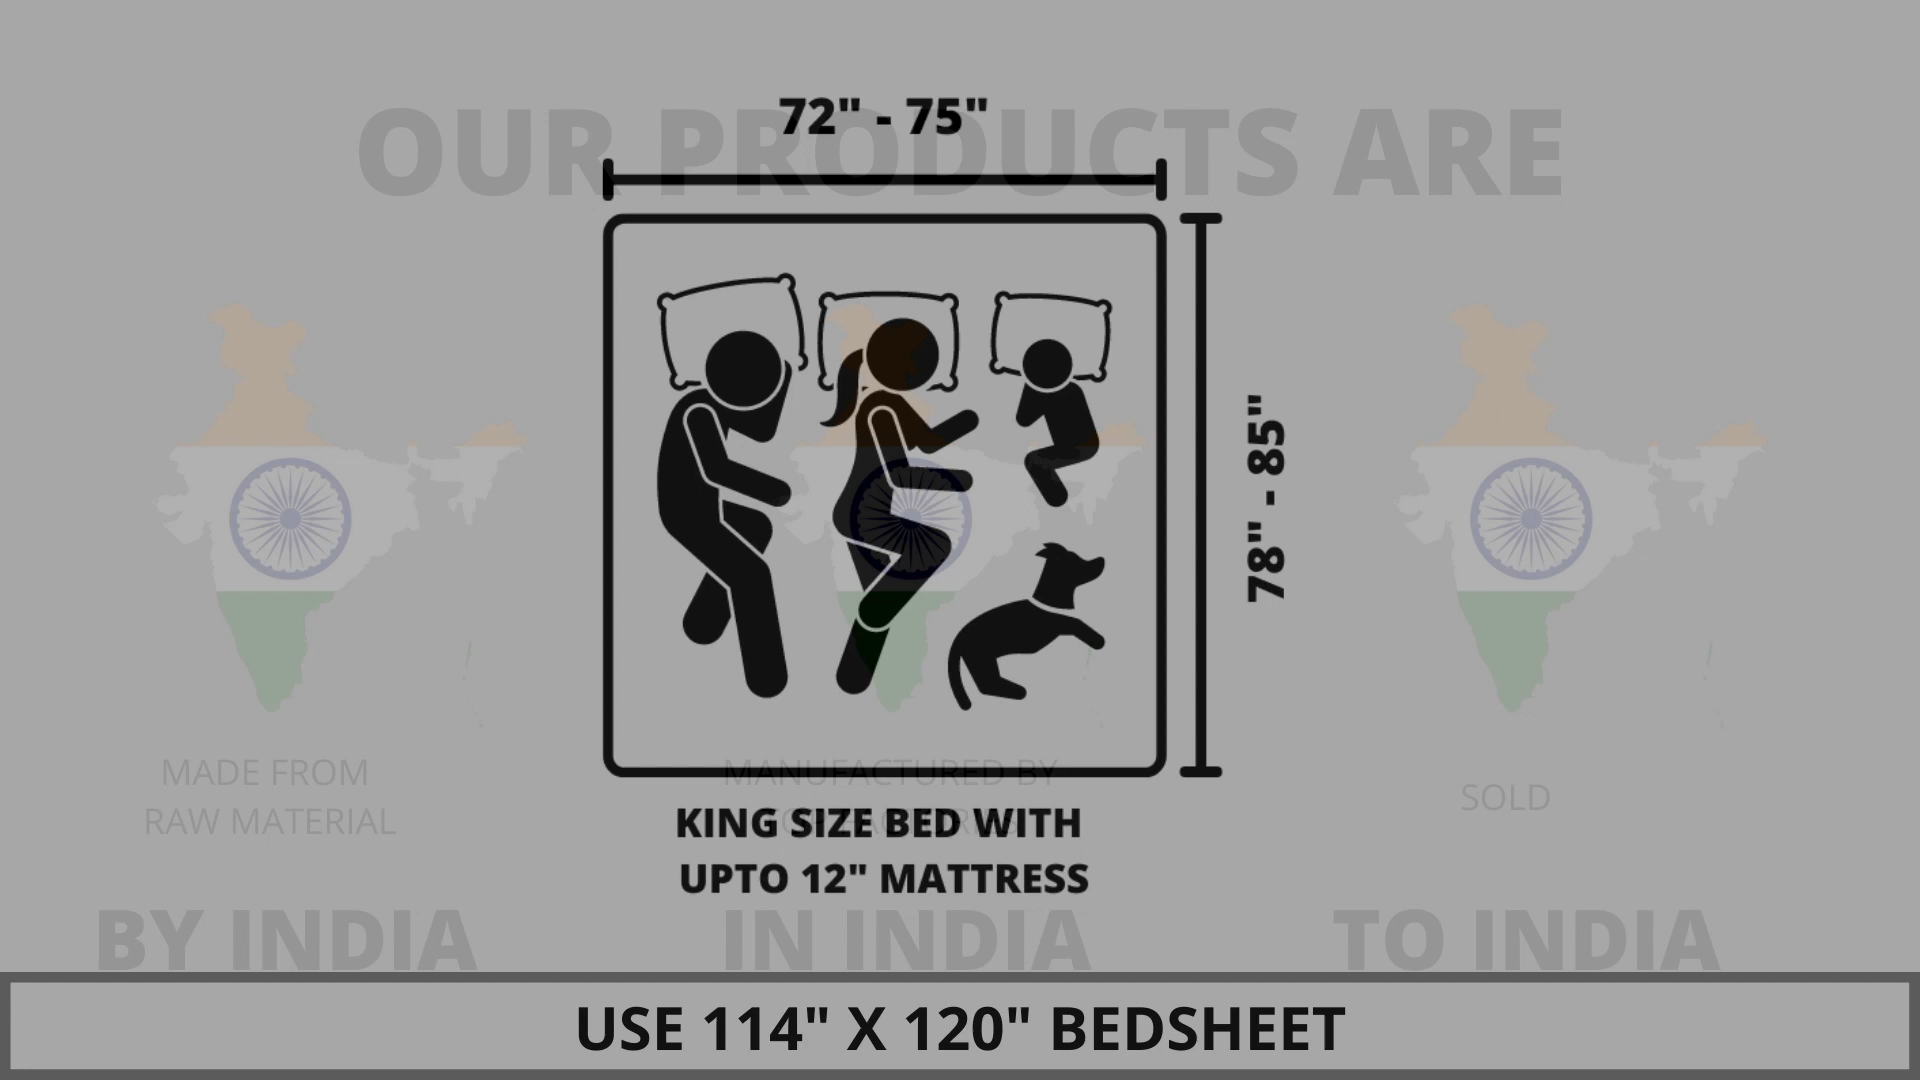 OUR PRODUCTS ARE
72" - 75"
78" - 85"
MADE FROM
RAW MATERIAL
MANUFACTURED BY
SOLD
KING SIZE BED WITH
UPTO 12" MATTRESS
BY INDIA
IN INDIA
TO INDIA
USE 114" X 120" BEDSHEET